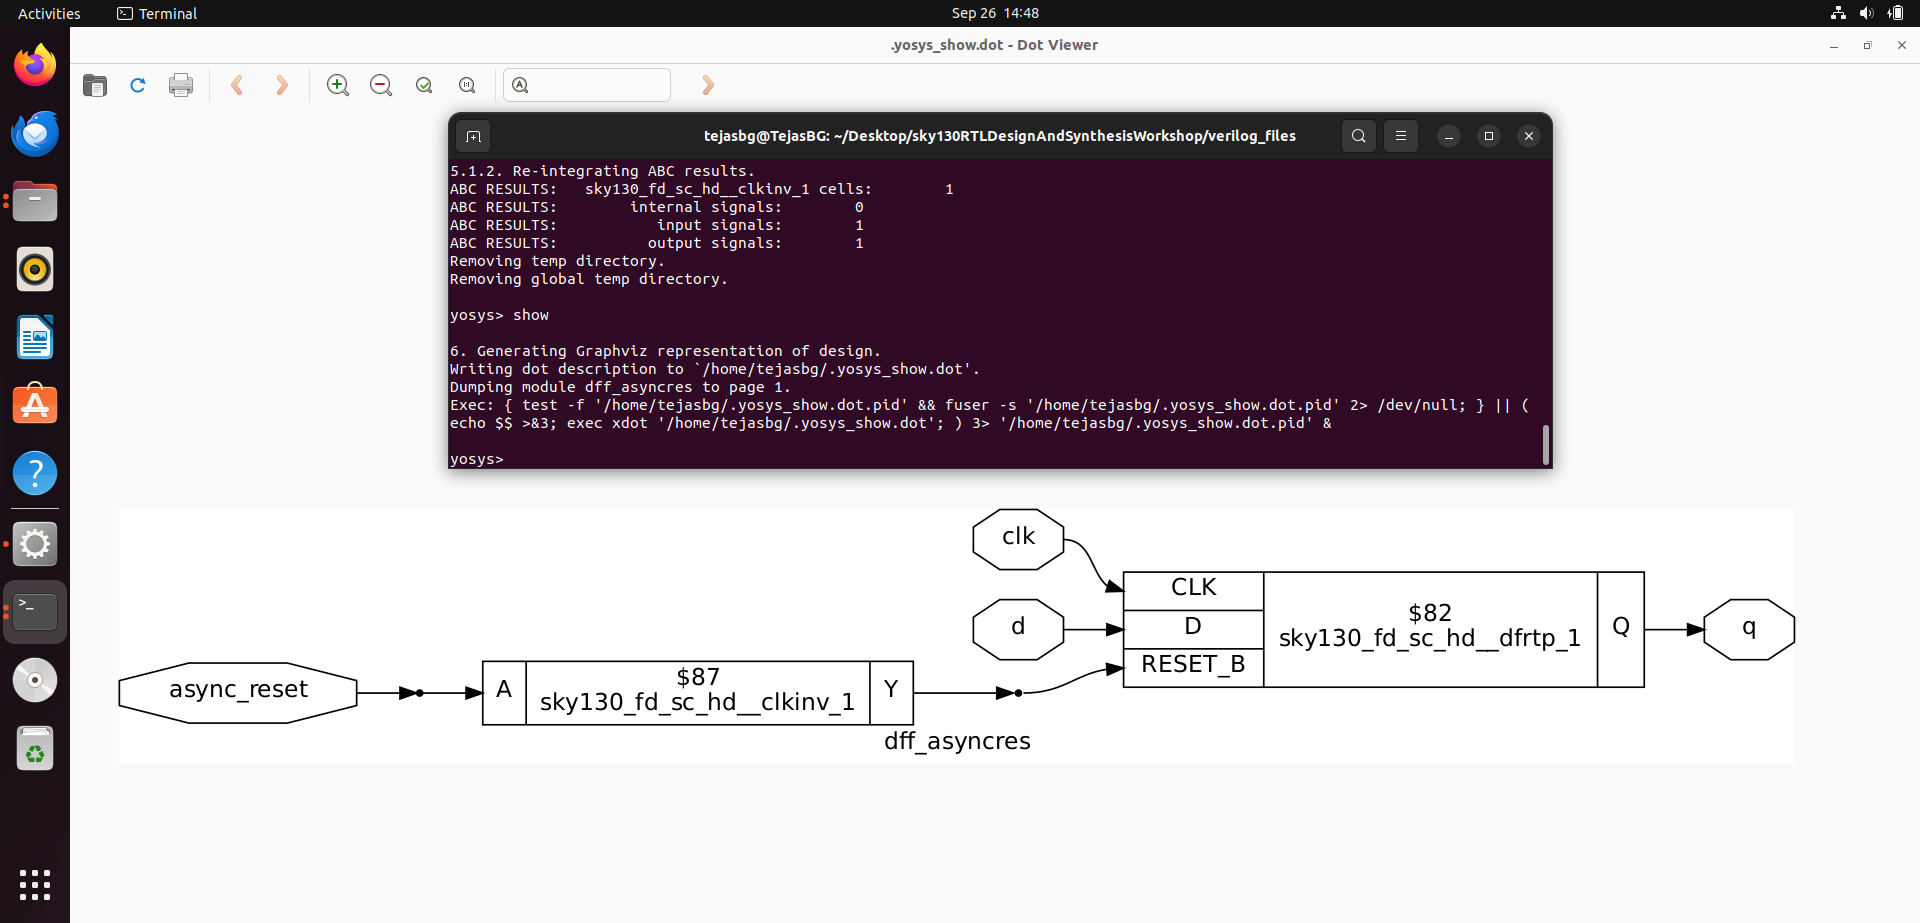 Activities
Terminal
Sep 26 14:48
.yosys_show.dot - Dot Viewer
tejasbg@TejasBG: ~/Desktop/sky130RTLDesignAndSynthesisWorkshop/verilog_files
5.1.2. Re-integrating ABC results.
ABC RESULTS:   sky130_fd_sc_hd__clkinv_1 cells:        1
ABC RESULTS:        internal signals:        0
ABC RESULTS:           input signals:        1
ABC RESULTS:          output signals:        1
Removing temp directory.
Removing global temp directory.
yosys> show
6. Generating Graphviz representation of design.
Writing dot description to `/home/tejasbg/.yosys_show.dot'.
Dumping module dff_asyncres to page 1.
Exec: { test -f '/home/tejasbg/.yosys_show.dot.pid' && fuser -s '/home/tejasbg/.yosys_show.dot.pid' 2> /dev/null; } || (
echo $$ >&3; exec xdot '/home/tejasbg/.yosys_show.dot'; ) 3> '/home/tejasbg/.yosys_show.dot.pid' &
yosys>
clk
d
async_reset
A
$87
sky130_fd_sc_hd__clkinv_1
Y
CLK
D
RESET_B
$82
sky130_fd_sc_hd__dfrtp_1
Q
q
dff_asyncres